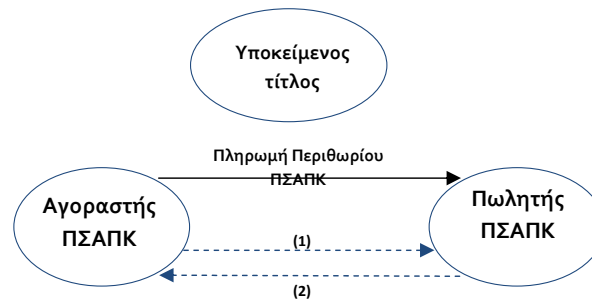 Υποκείμενος
τίτλος
Πληρωμή Περιθωρίου
ΠΣΑΠΚ
Αγοραστής
ΠΣΑΠΚ
Πωλητής
ΠΣΑΠΚ
(1)
(2)